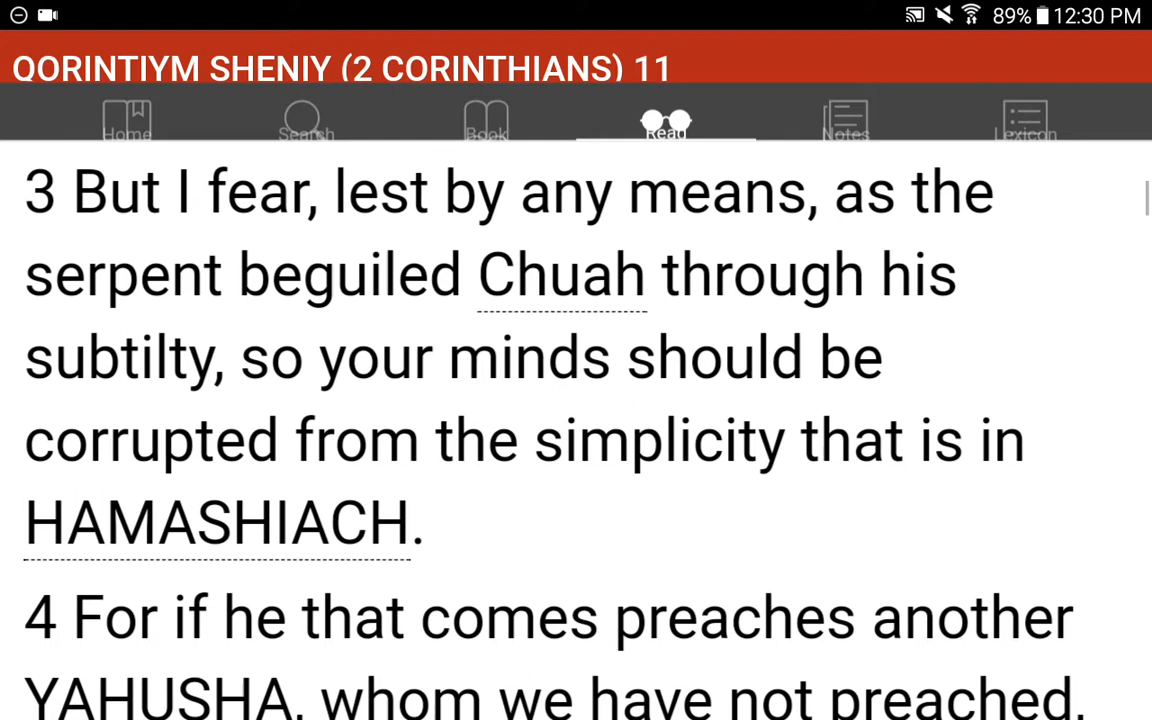 89% 12:30 PM
QORINTIYM SHENIY (2 CORINTHIANS) 11
Home Search Book Read Notes Lexicon
3 But I fear, lest by any means, as the
serpent beguiled Chuah through his
subtilty, so your minds should be
corrupted from the simplicity that is in
HAMASHIACH.
4 For if he that comes preaches another
YAHUSHA, whom we have not preached,